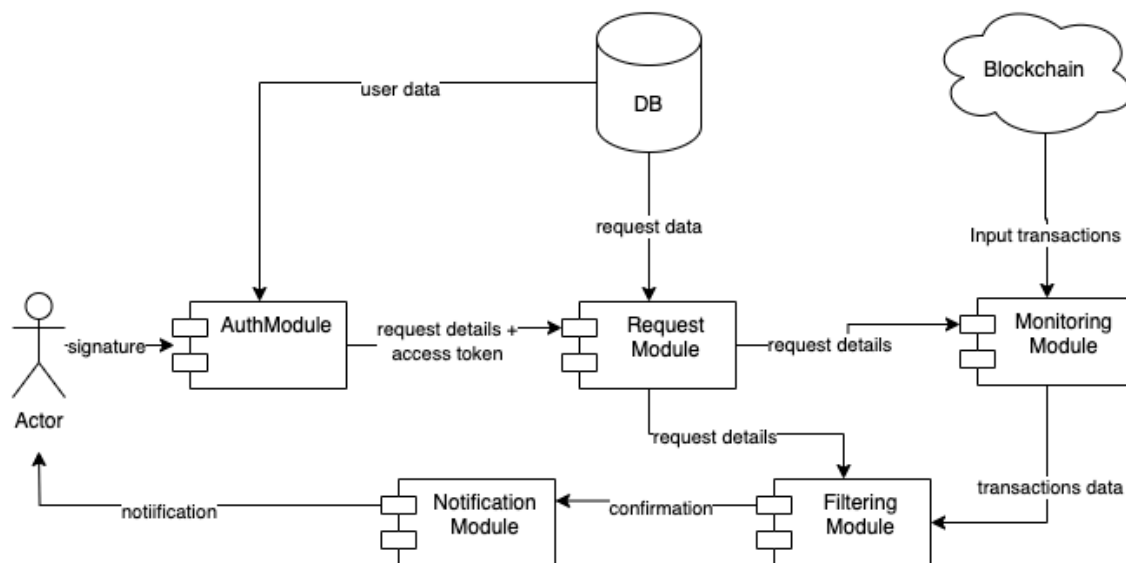 DB
Blockchain
user data
request data
Input transactions
AuthModule
request details +
access token
Request
Module
request details
Monitoring
Module
signature
Actor
request details
transactions data
notiification
Notification
Module
confirmation
Filtering
Module